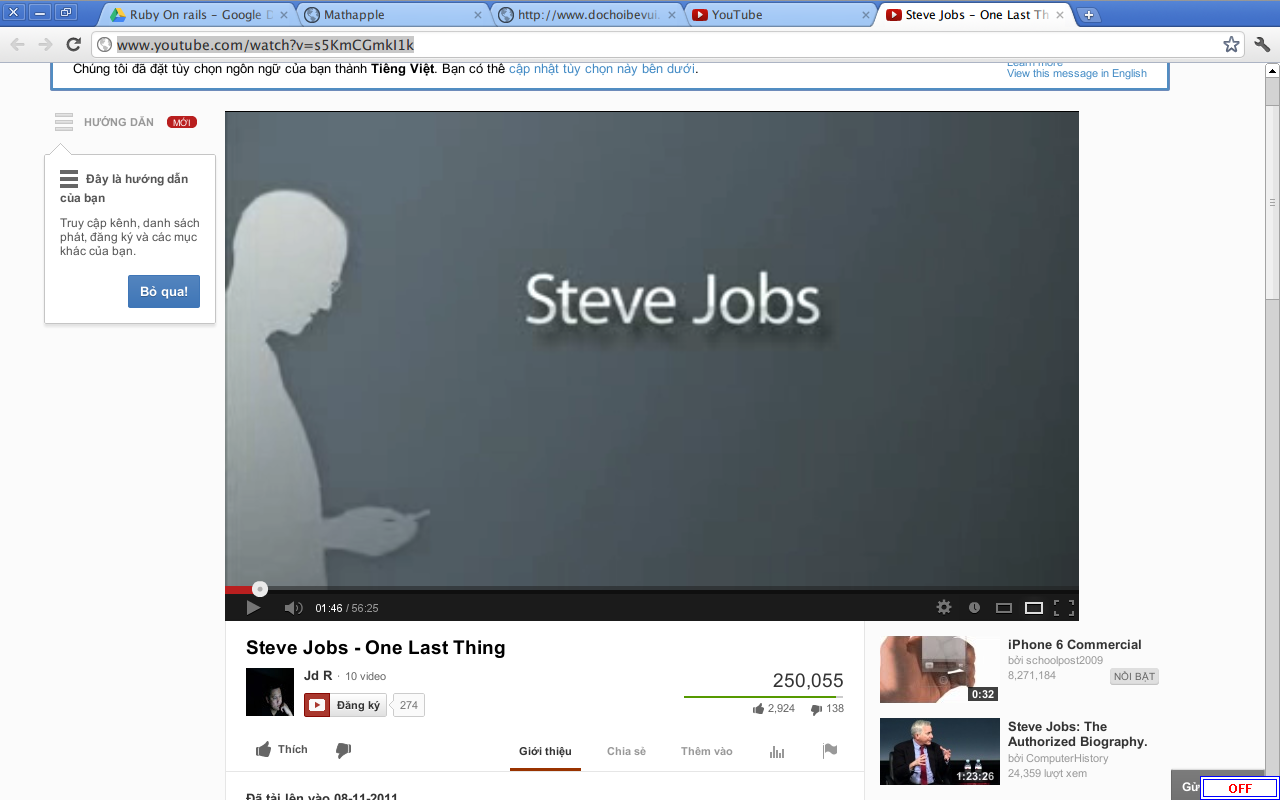 Ruby On rails – Google D
Mathapple
http://www.dochoibevui.
YouTube
Steve Jobs – One Last Th
www.youtube.com/watch?v=s5KmCGmkI1k
Chúng tôi đã đặt tùy chọn ngôn ngữ của bạn thành Tiếng Việt. Bạn có thể cập nhật tùy chọn này bên dưới.
Learn more
View this message in English
HƯỚNG DẪN MỚI
Đây là hướng dẫn
của bạn
Truy cập kênh, danh sách
phát, đăng ký và các mục
khác của bạn.
Bỏ qua!
Steve Jobs
01:46 / 56:25
Steve Jobs - One Last Thing
Jd R · 10 video
Đăng ký 274
250,055
2,924 138
Thích
Giới thiệu Chia sẻ Thêm vào
Đã tải lên vào 08-11-2011
iPhone 6 Commercial
bởi schoolpost2009
8,271,184 NỔI BẬT
0:32
Steve Jobs: The
Authorized Biography.
bởi ComputerHistory
24,359 lượt xem
1:23:26
OFF